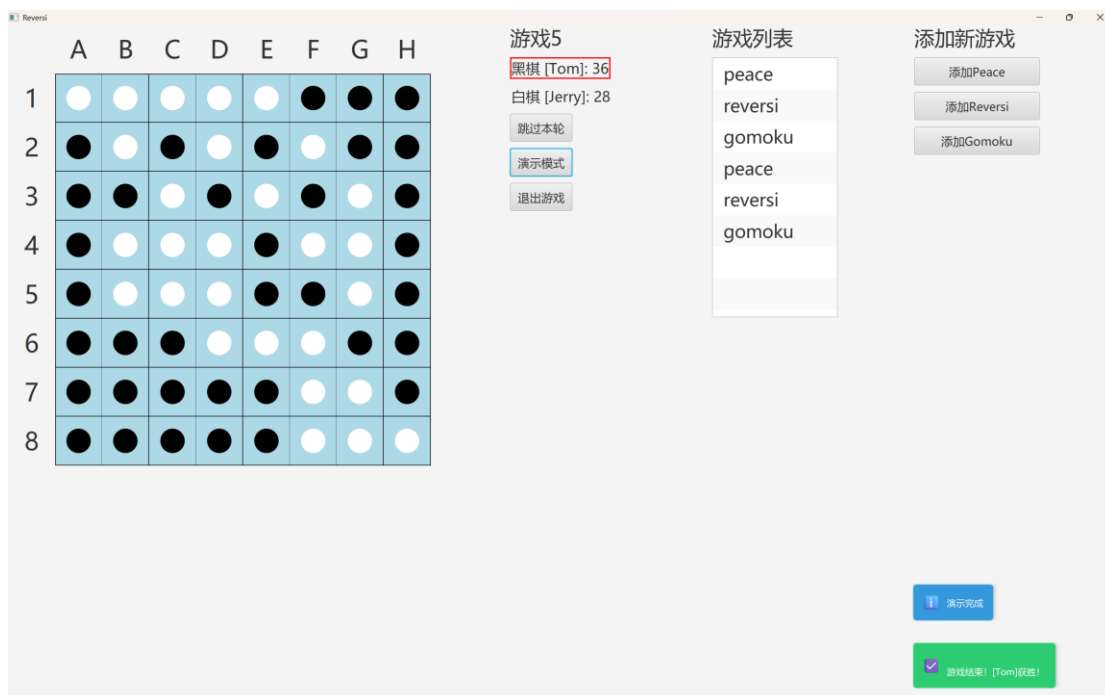 Reversi
A B C D E F G H
1
2
3
4
5
6
7
8
游戏5
黑棋 [Tom]: 36
白棋 [Jerry]: 28
跳过本轮
演示模式
退出游戏
游戏列表
peace
reversi
gomoku
peace
reversi
gomoku
添加新游戏
添加Peace
添加Reversi
添加Gomoku
演示完成
游戏结束! [Tom]获胜!